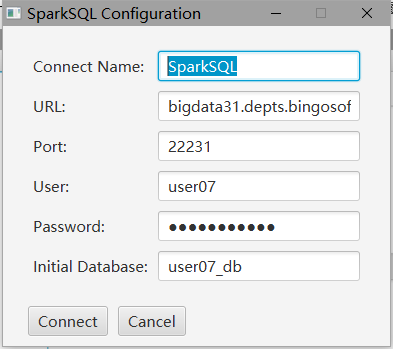 SparkSQL Configuration
Connect Name: SparkSQL
URL: bigdata31.depts.bingosof
Port: 22231
User: user07
Password: ●●●●●●●●●●●
Initial Database: user07_db
Connect Cancel